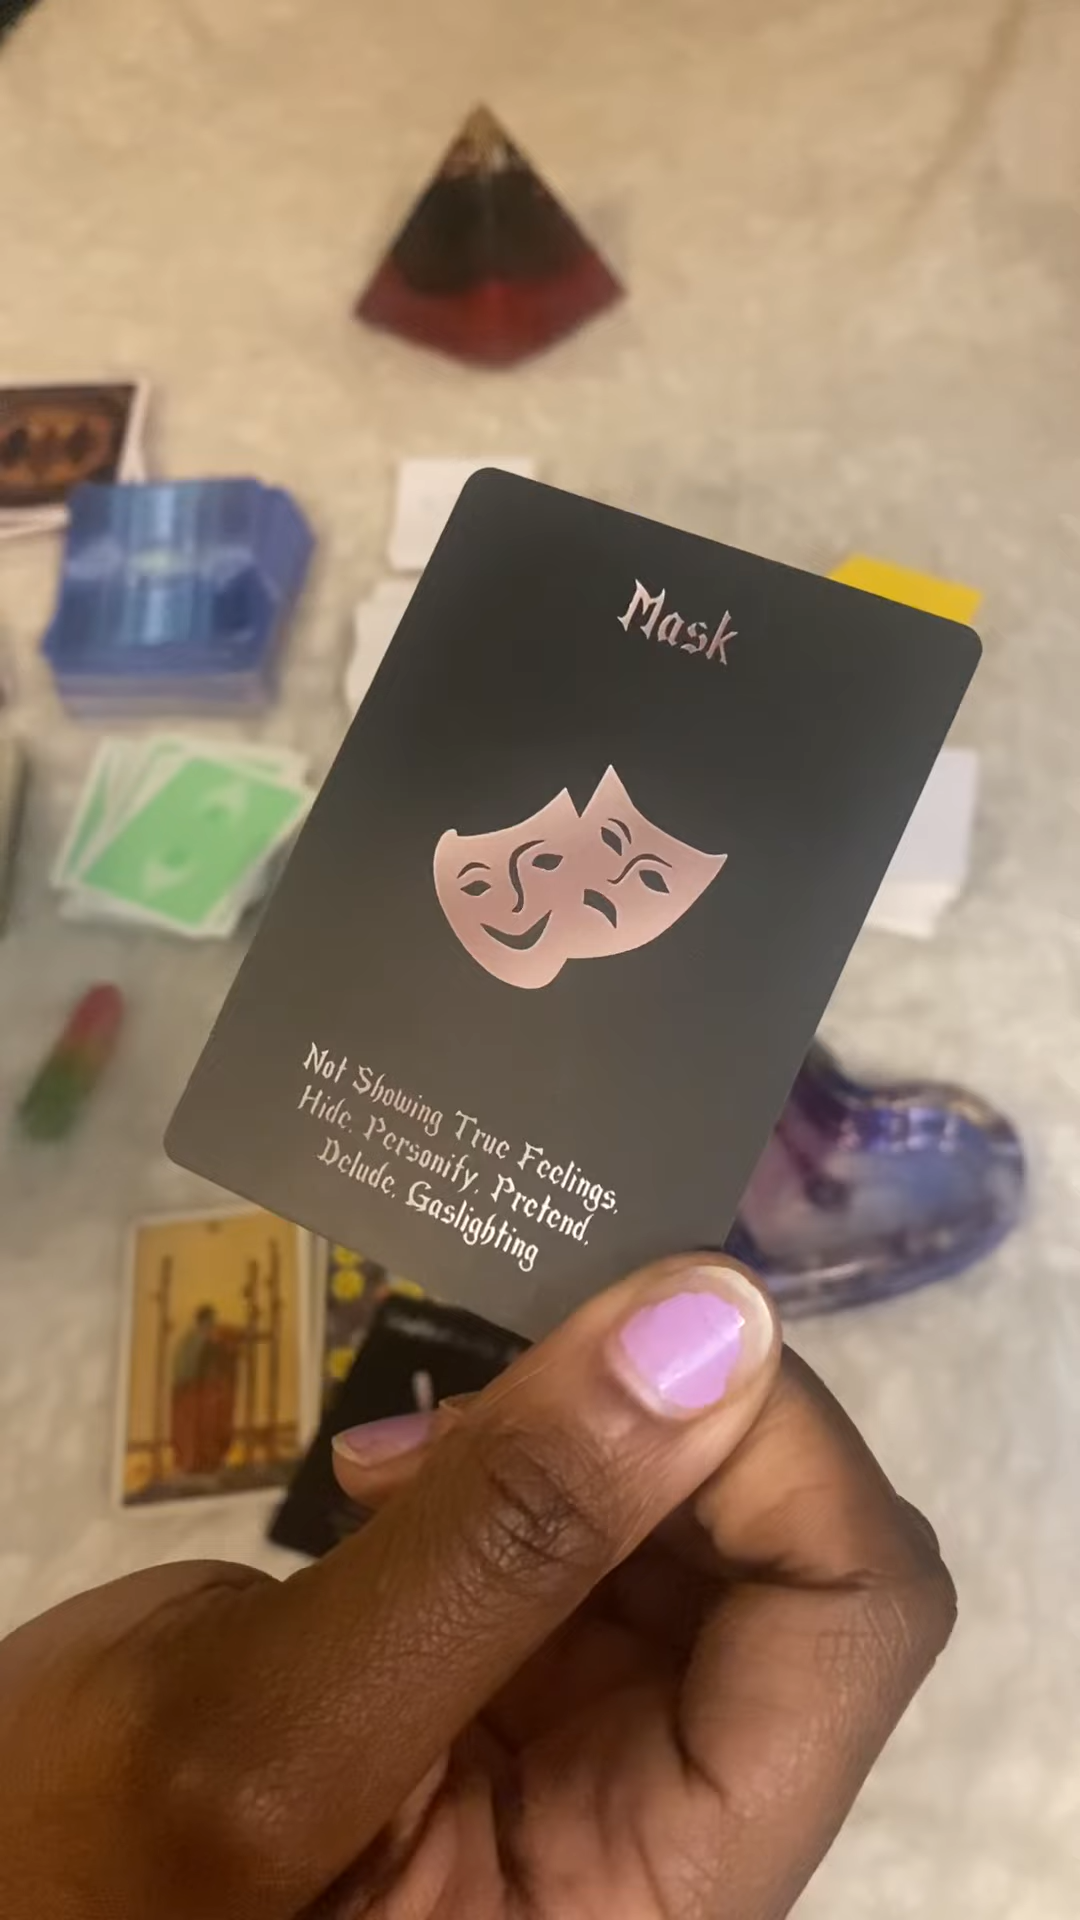 Mask
Not Showing True Feelings,
Hide, Personify, Pretend,
Delude, Gaslighting